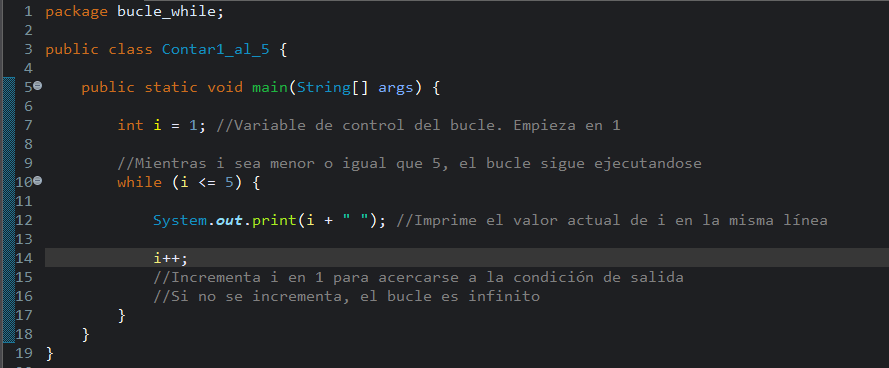 1 package bucle_while;
2
3 public class Contar1_al_5 {
4
5     public static void main(String[] args) {
6
7         int i = 1; //Variable de control del bucle. Empieza en 1
8
9         //Mientras i sea menor o igual que 5, el bucle sigue ejecutandose
10         while (i <= 5) {
11
12             System.out.print(i + " "); //Imprime el valor actual de i en la misma línea
13
14             i++;
15             //Incrementa i en 1 para acercarse a la condición de salida
16             //Si no se incrementa, el bucle es infinito
17         }
18     }
19 }